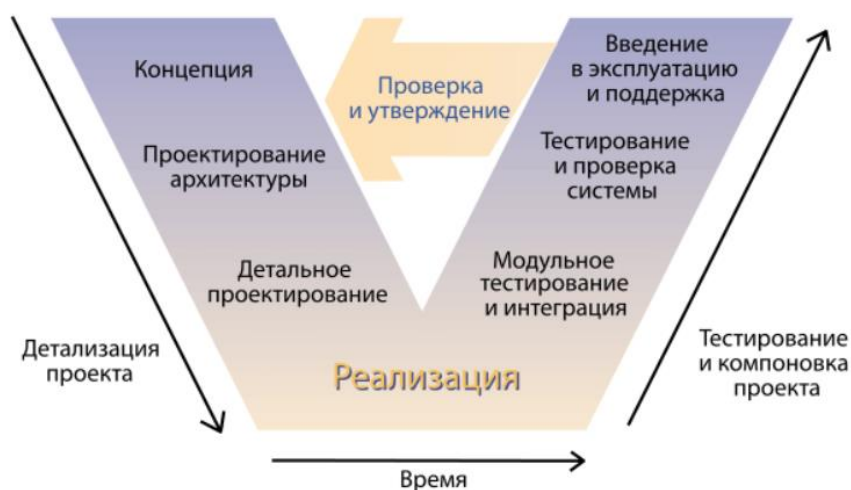 Концепция
Проектирование
архитектуры
Детальное
проектирование
Проверка
и утверждение
Введение
в эксплуатацию
и поддержка
Тестирование
и проверка
системы
Модульное
тестирование
и интеграция
Реализация
Детализация
проекта
Тестирование
и компоновка
проекта
Время